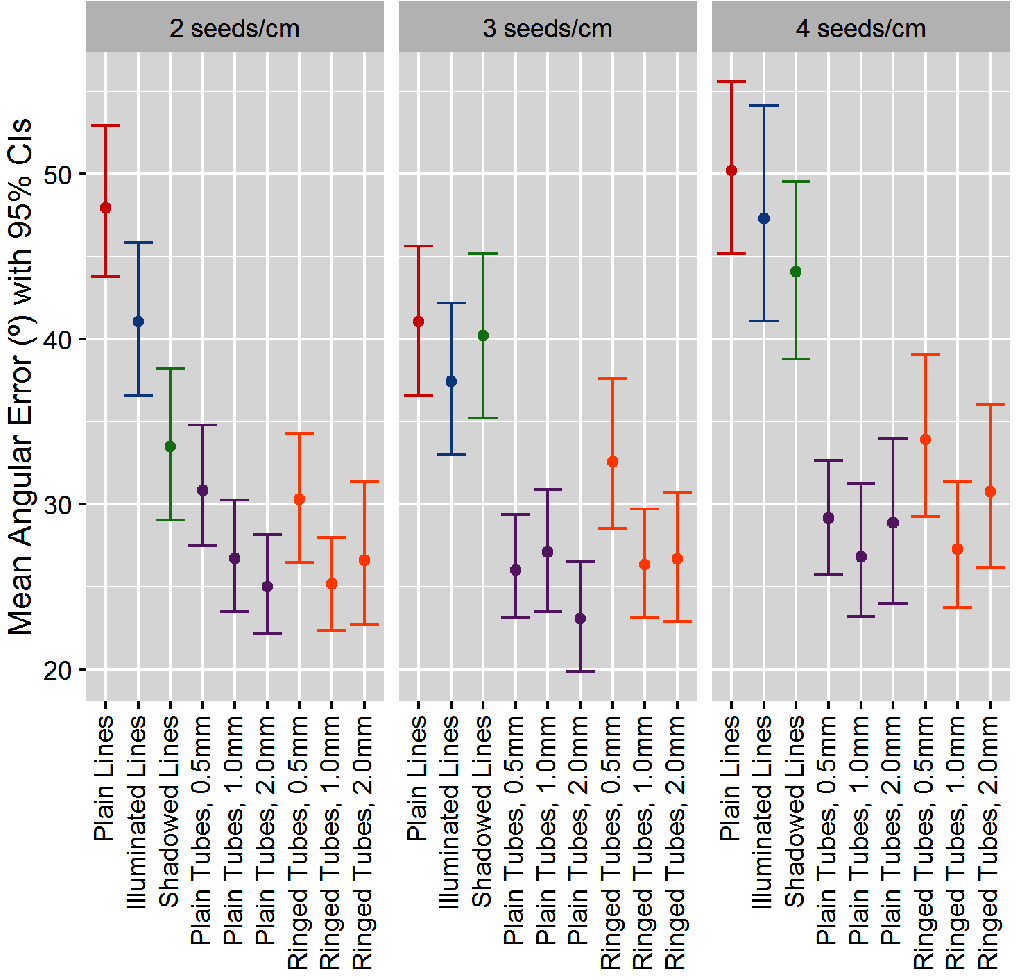 2 seeds/cm
3 seeds/cm
4 seeds/cm
Mean Angular Error (º) with 95% CIs
50
40
30
20
Plain Lines
Illuminated Lines
Shadowed Lines
Plain Tubes, 0.5mm
Plain Tubes, 1.0mm
Plain Tubes, 2.0mm
Ringed Tubes, 0.5mm
Ringed Tubes, 1.0mm
Ringed Tubes, 2.0mm
Plain Lines
Illuminated Lines
Shadowed Lines
Plain Tubes, 0.5mm
Plain Tubes, 1.0mm
Plain Tubes, 2.0mm
Ringed Tubes, 0.5mm
Ringed Tubes, 1.0mm
Ringed Tubes, 2.0mm
Plain Lines
Illuminated Lines
Shadowed Lines
Plain Tubes, 0.5mm
Plain Tubes, 1.0mm
Plain Tubes, 2.0mm
Ringed Tubes, 0.5mm
Ringed Tubes, 1.0mm
Ringed Tubes, 2.0mm